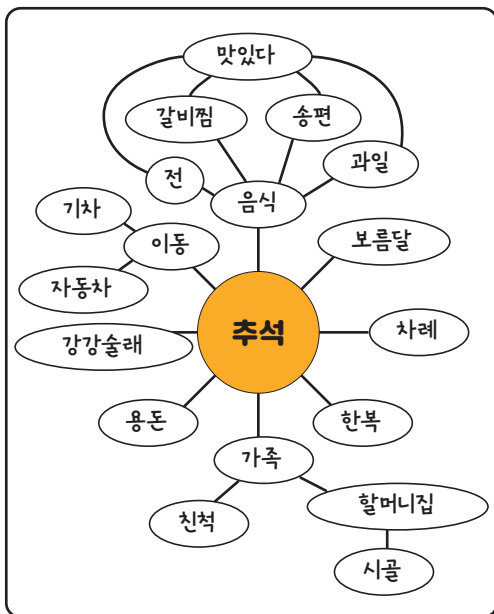 맛있다
갈비찜
송편
전
과일
음식
기차
이동
보름달
자동차
강강술래
추석
차례
용돈
한복
가족
친척
할머니집
시골